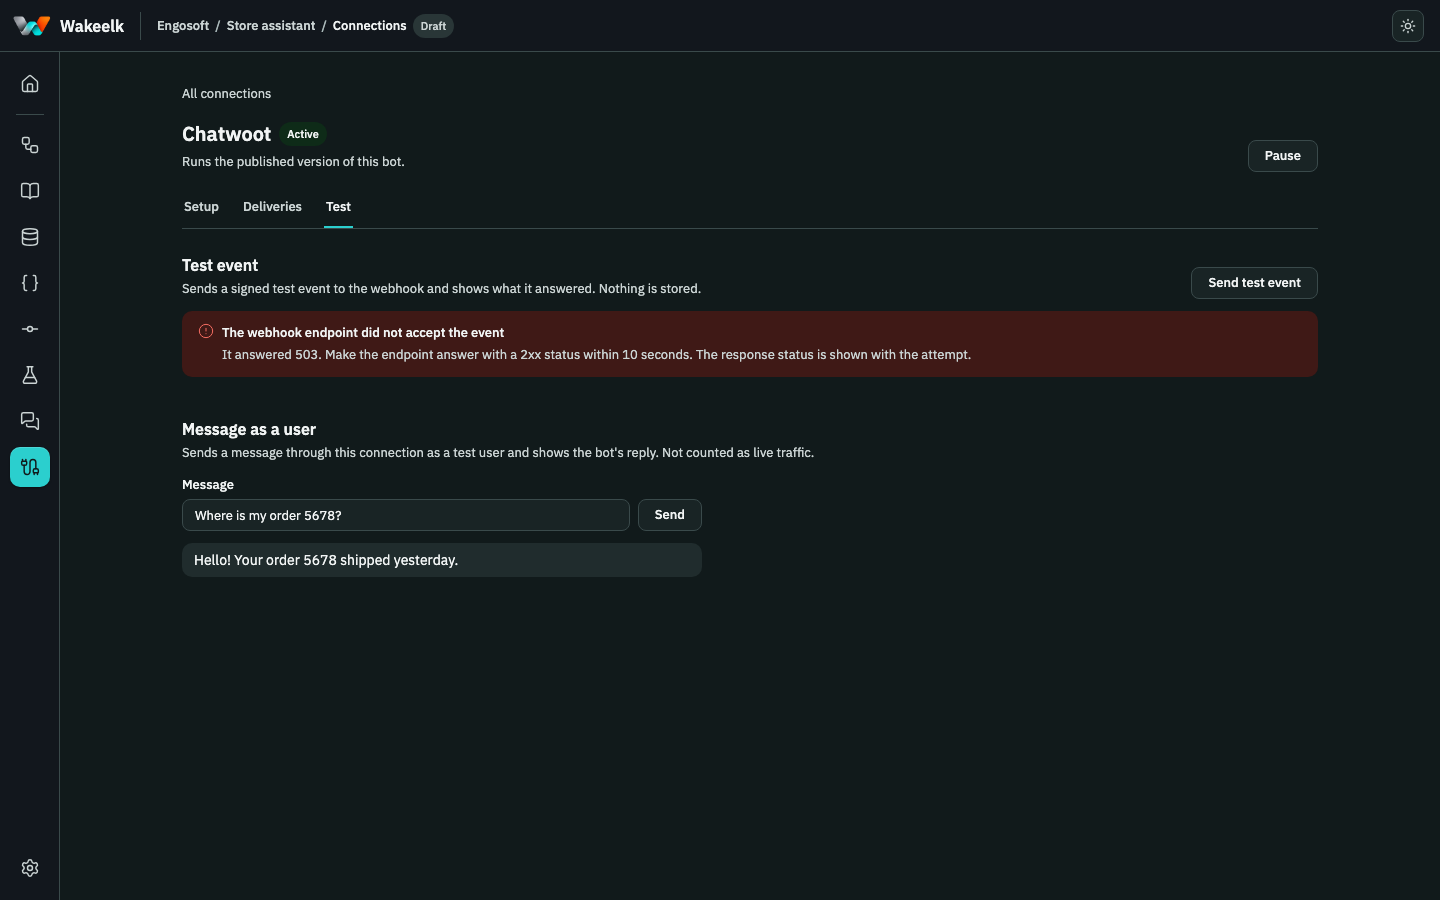 Wakeelk
Engosoft / Store assistant / Connections Draft
All connections
Chatwoot Active
Runs the published version of this bot.
Pause
Setup Deliveries Test
Test event
Sends a signed test event to the webhook and shows what it answered. Nothing is stored.
Send test event
The webhook endpoint did not accept the event
It answered 503. Make the endpoint answer with a 2xx status within 10 seconds. The response status is shown with the attempt.
Message as a user
Sends a message through this connection as a test user and shows the bot's reply. Not counted as live traffic.
Message
Where is my order 5678? Send
Hello! Your order 5678 shipped yesterday.